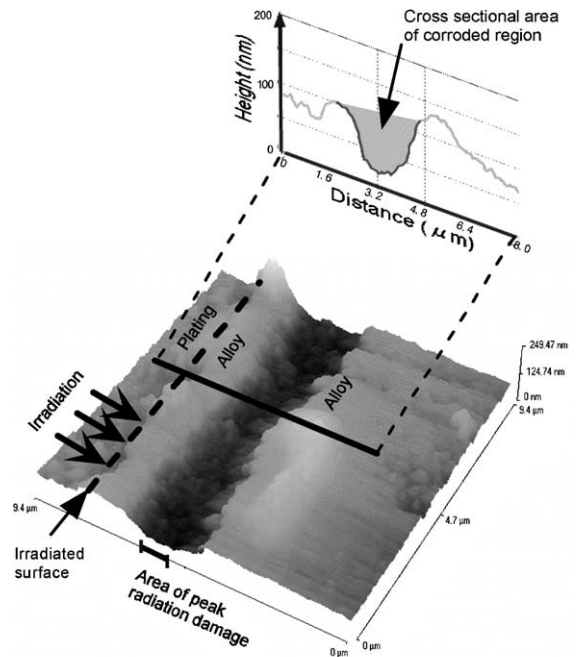 Cross sectional area
of corroded region
Height(nm)
200
100
0
0
1.6
3.2
4.8
6.4
8.0
Distance (μm)
Plating
Alloy
Alloy
Irradiation
249.47 nm
124.74 nm
0 nm
9.4 μm
4.7 μm
0 μm
9.4 μm
0 μm
Irradiated
surface
Area of peak
radiation damage